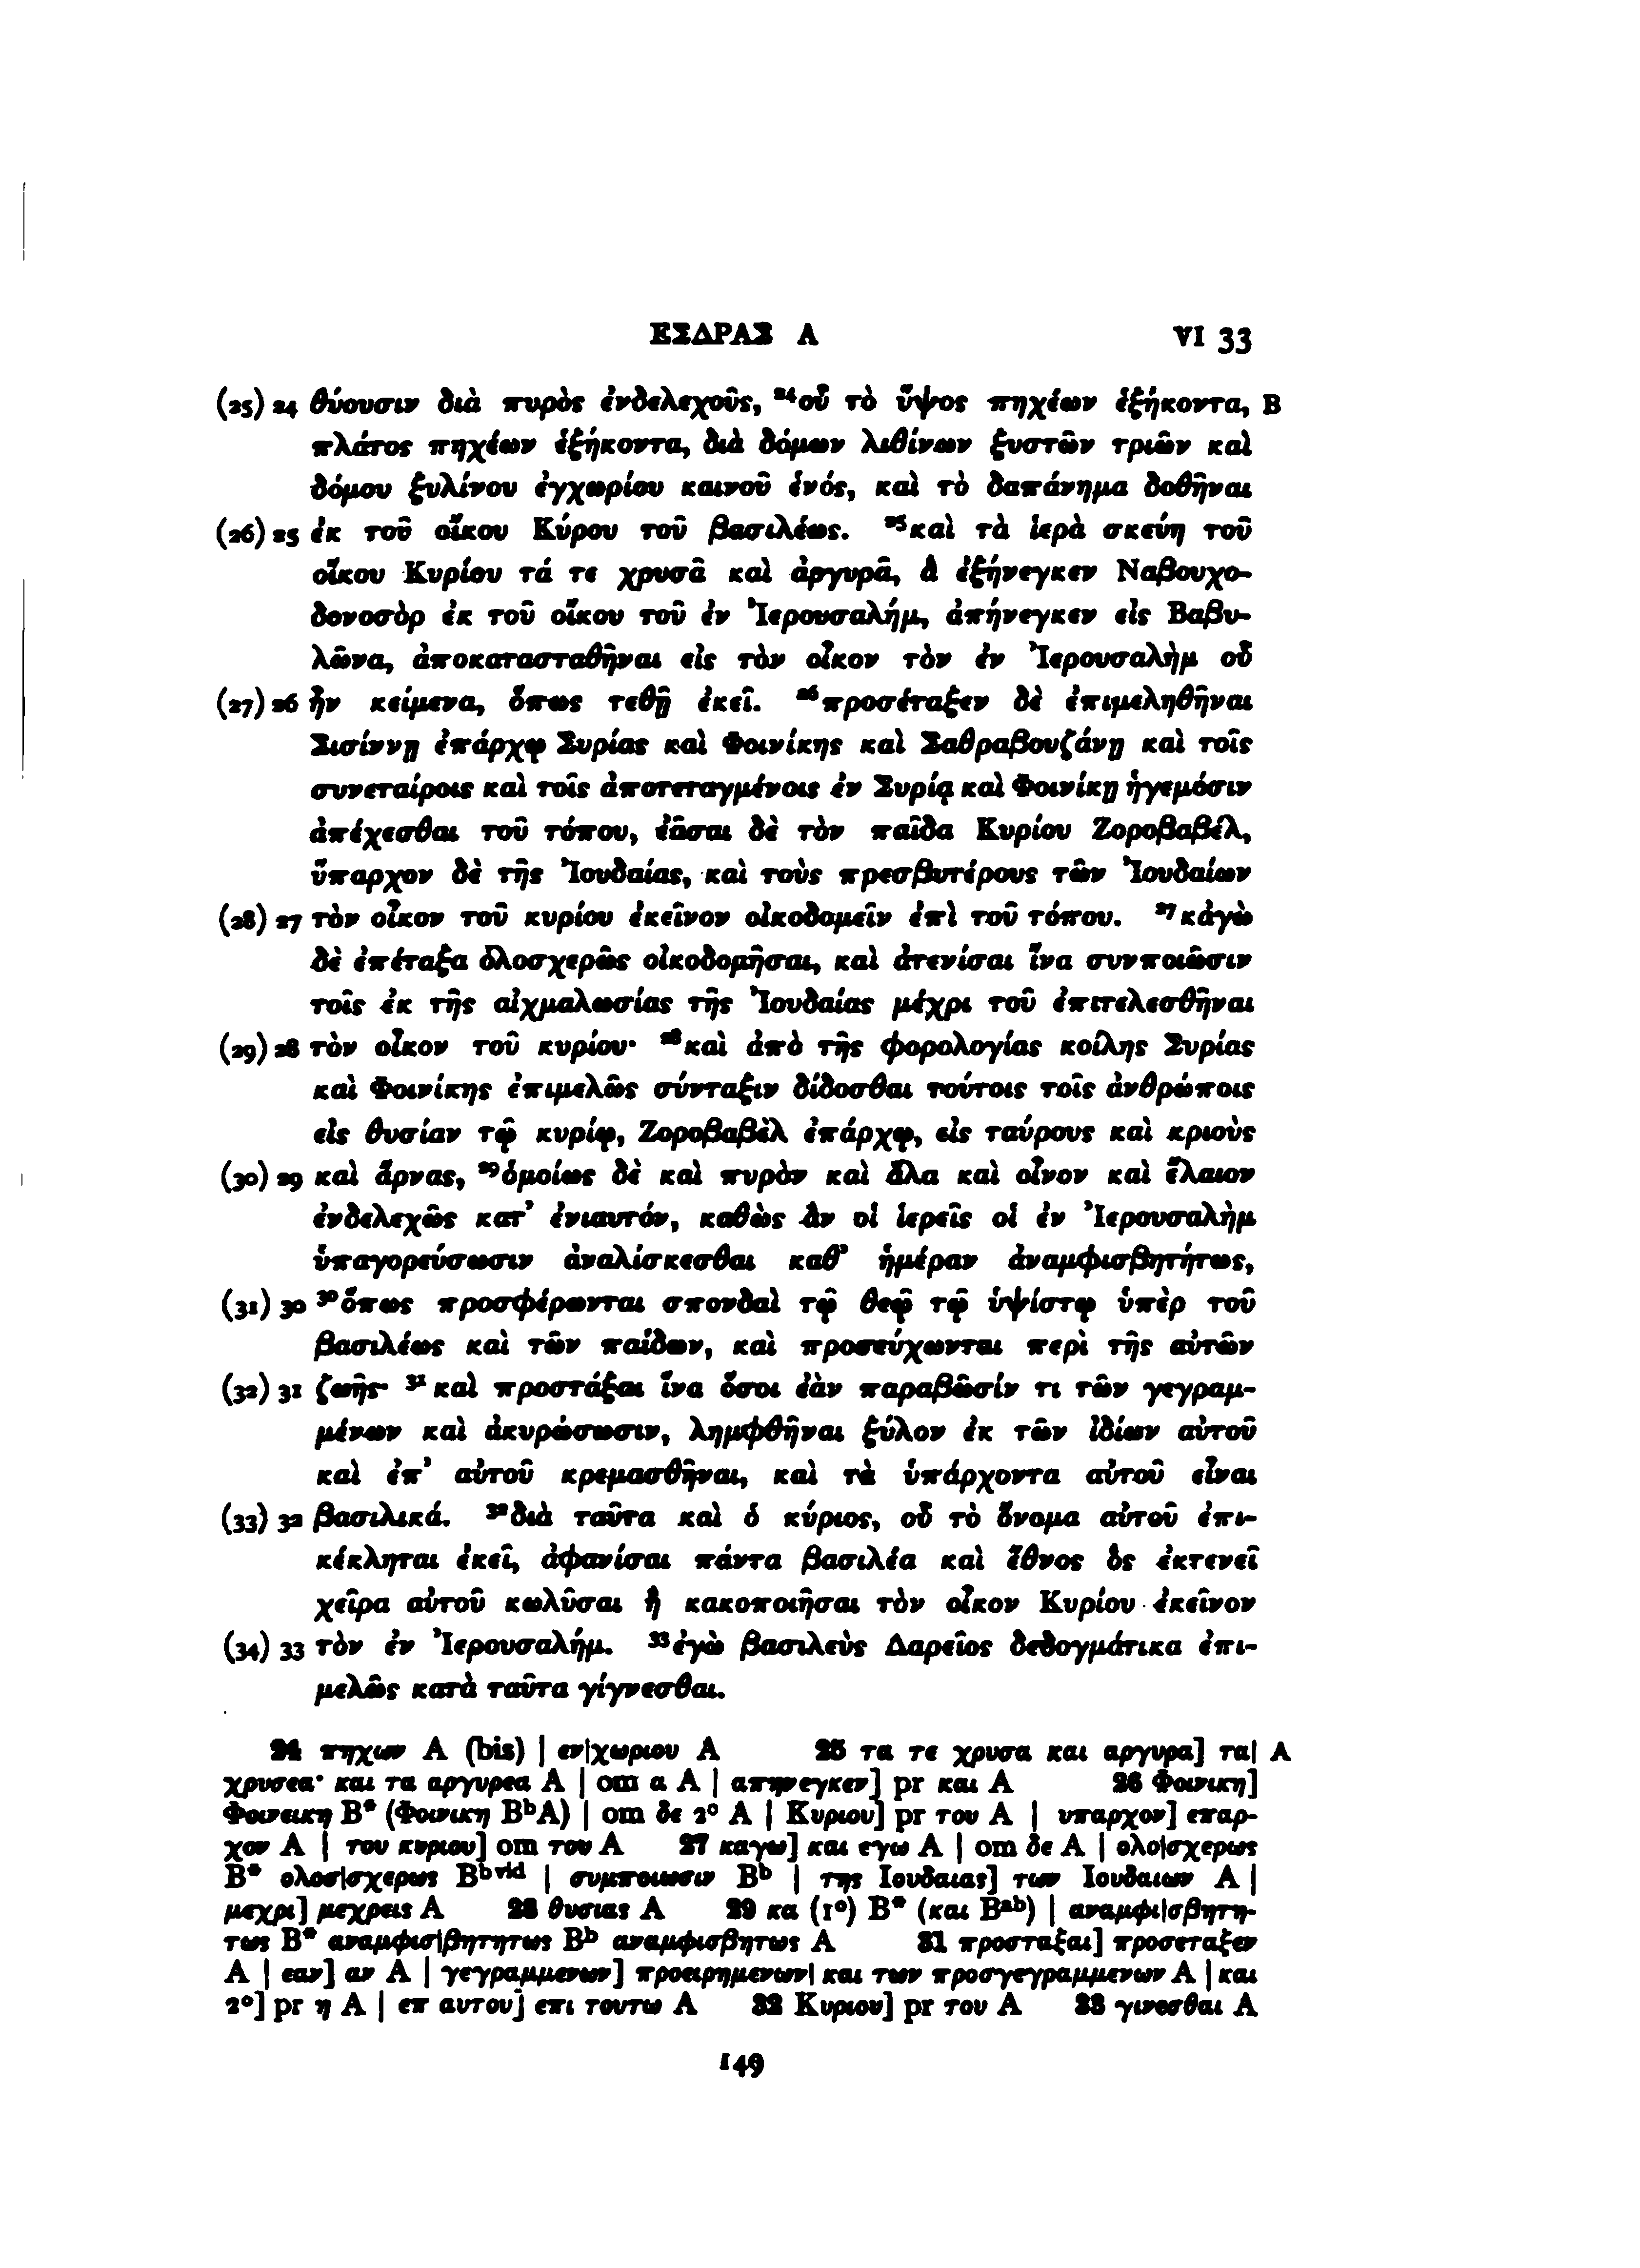 ΕΣΔΡΑΣ Α VI 33
(25) 24 θύουσιν διὰ πυρὸς ἐνδελεχοῦς, ²⁴οὗ τὸ ὕψος πηχέων ἑξήκοντα, B
πλάτος πηχέων ἑξήκοντα, διὰ δόμων λιθίνων ξυστῶν τριῶν καὶ
δόμου ξυλίνου ἐγχωρίου καινοῦ ἑνός, καὶ τὸ δαπάνημα δοθῆναι
(26) 25 ἐκ τοῦ οἴκου Κύρου τοῦ βασιλέως. ²⁵καὶ τὰ ἱερὰ σκεύη τοῦ
οἴκου Κυρίου τά τε χρυσᾶ καὶ ἀργυρᾶ, ἃ ἐξήνεγκεν Ναβουχο-
δονοσὸρ ἐκ τοῦ οἴκου τοῦ ἐν Ἰερουσαλήμ, ἀπήνεγκεν εἰς Βαβυ-
λῶνα, ἀποκατασταθῆναι εἰς τὸν οἶκον τὸν ἐν Ἰερουσαλὴμ οὗ
(27) 26 ἦν κείμενα, ὅπως τεθῇ ἐκεῖ. ²⁶προσέταξεν δὲ ἐπιμεληθῆναι
Σισίννῃ ἐπάρχῳ Συρίας καὶ Φοινίκης καὶ Σαθραβουζάνῃ καὶ τοῖς
συνεταίροις καὶ τοῖς ἀποτεταγμένοις ἐν Συρίᾳ καὶ Φοινίκῃ ἡγεμόσιν
ἀπέχεσθαι τοῦ τόπου, ἐᾶσαι δὲ τὸν παῖδα Κυρίου Ζοροβαβέλ,
ὕπαρχον δὲ τῆς Ἰουδαίας, καὶ τοὺς πρεσβυτέρους τῶν Ἰουδαίων
(28) 27 τὸν οἶκον τοῦ κυρίου ἐκεῖνον οἰκοδομεῖν ἐπὶ τοῦ τόπου. ²⁷κἀγὼ
δὲ ἐπέταξα ὁλοσχερῶς οἰκοδομῆσαι, καὶ ἀτενίσαι ἵνα συνποιῶσιν
τοῖς ἐκ τῆς αἰχμαλωσίας τῆς Ἰουδαίας μέχρι τοῦ ἐπιτελεσθῆναι
(29) 28 τὸν οἶκον τοῦ κυρίου· ²⁸καὶ ἀπὸ τῆς φορολογίας κοίλης Συρίας
καὶ Φοινίκης ἐπιμελῶς σύνταξιν δίδοσθαι τούτοις τοῖς ἀνθρώποις
εἰς θυσίαν τῷ κυρίῳ, Ζοροβαβὲλ ἐπάρχῳ, εἰς ταύρους καὶ κριοὺς
(30) 29 καὶ ἄρνας, ²⁹ὁμοίως δὲ καὶ πυρὸν καὶ ἅλα καὶ οἶνον καὶ ἔλαιον
ἐνδελεχῶς κατ’ ἐνιαυτόν, καθὼς ἂν οἱ ἱερεῖς οἱ ἐν Ἰερουσαλὴμ
ὑπαγορεύσωσιν ἀναλίσκεσθαι καθ’ ἡμέραν ἀναμφισβητήτως,
(31) 30 ³⁰ὅπως προσφέρωνται σπονδαὶ τῷ θεῷ τῷ ὑψίστῳ ὑπὲρ τοῦ
βασιλέως καὶ τῶν παίδων, καὶ προσεύχωνται περὶ τῆς αὐτῶν
(32) 31 ζωῆς· ³¹καὶ προστάξαι ἵνα ὅσοι ἐὰν παραβῶσίν τι τῶν γεγραμ-
μένων καὶ ἀκυρώσωσιν, λημφθῆναι ξύλον ἐκ τῶν ἰδίων αὐτοῦ
καὶ ἐπ’ αὐτοῦ κρεμασθῆναι, καὶ τὰ ὑπάρχοντα αὐτοῦ εἶναι
(33) 32 βασιλικά. ³²διὰ ταῦτα καὶ ὁ κύριος, οὗ τὸ ὄνομα αὐτοῦ ἐπι-
κέκληται ἐκεῖ, ἀφανίσαι πάντα βασιλέα καὶ ἔθνος ὃς ἐκτενεῖ
χεῖρα αὐτοῦ κωλῦσαι ἢ κακοποιῆσαι τὸν οἶκον Κυρίου ἐκεῖνον
(34) 33 τὸν ἐν Ἰερουσαλήμ. ³³ἐγὼ βασιλεὺς Δαρεῖος δεδογμάτικα ἐπι-
μελῶς κατὰ ταῦτα γίγνεσθαι.
24 πηχων A (bis) | εν|χωριου A 25 τα τε χρυσα και αργυρα] τα| A
χρυσεα· και τα αργυρεα A | om α A | απηνεγκεν] pr και A 26 Φοινικη]
Φοινεικη B* (Φοινικη BᵇA) | om δε 2° A | Κυριου] pr του A | υπαρχον] επαρ-
χον A | του κυριου] om του A 27 καγω] και εγω A | om δε A | ολο|σχερως
B* ολοσ|σχερως Bᵇᵛⁱᵈ | συμποιωσιν Bᵇ | της Ιουδαιας] των Ιουδαιων A |
μεχρι] μεχρεις A 28 θυσιας A 29 κα (1°) B* (και Bᵃᵇ) | αναμφι|σβητη-
τως B* αναμφισ|βητητως Bᵇ αναμφισβητως A 31 προσταξαι] προσεταξεν
A | εαν] αν A | γεγραμμενων] προειρημενων| και των προσγεγραμμενων A | και
2°] pr η A | επ αυτου] επι τουτω A 32 Κυριου] pr του A 33 γινεσθαι A
149